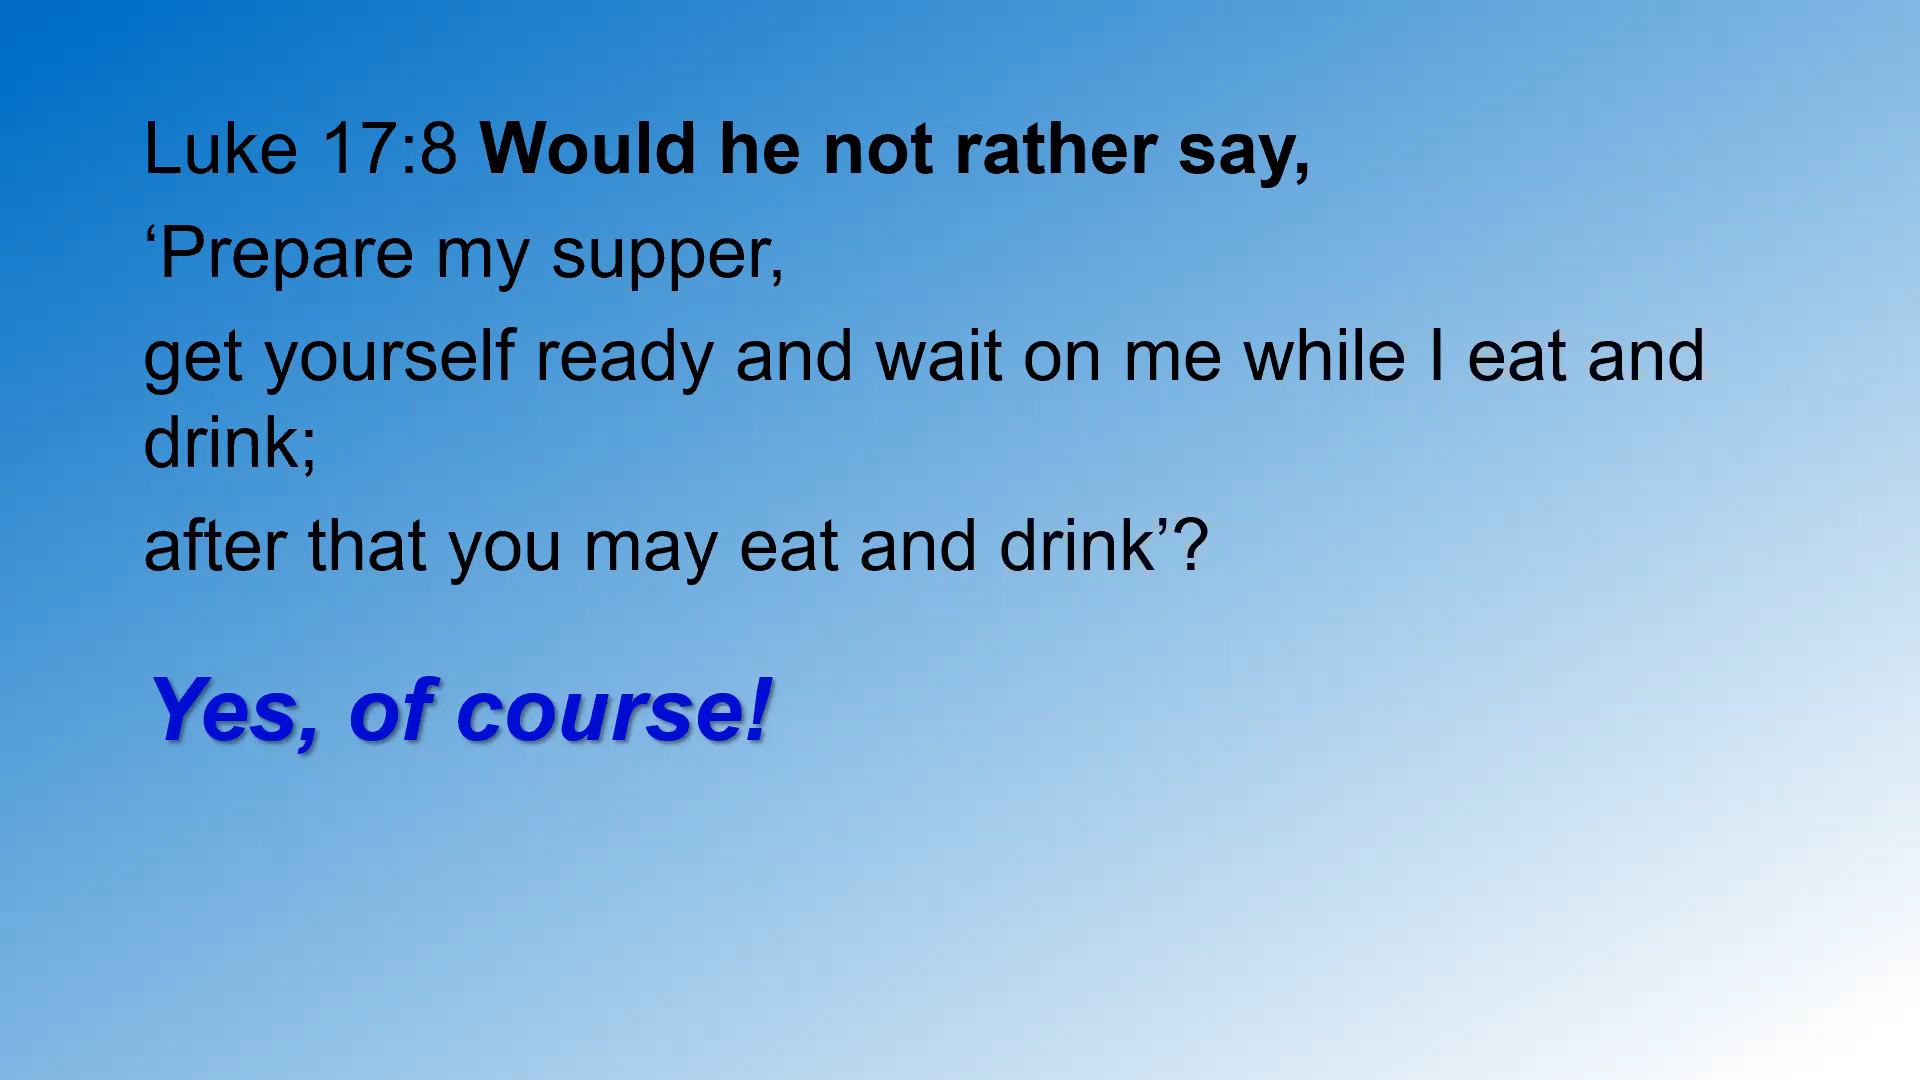 Luke 17:8 Would he not rather say,
‘Prepare my supper,
get yourself ready and wait on me while I eat and
drink;
after that you may eat and drink’?
Yes, of course!